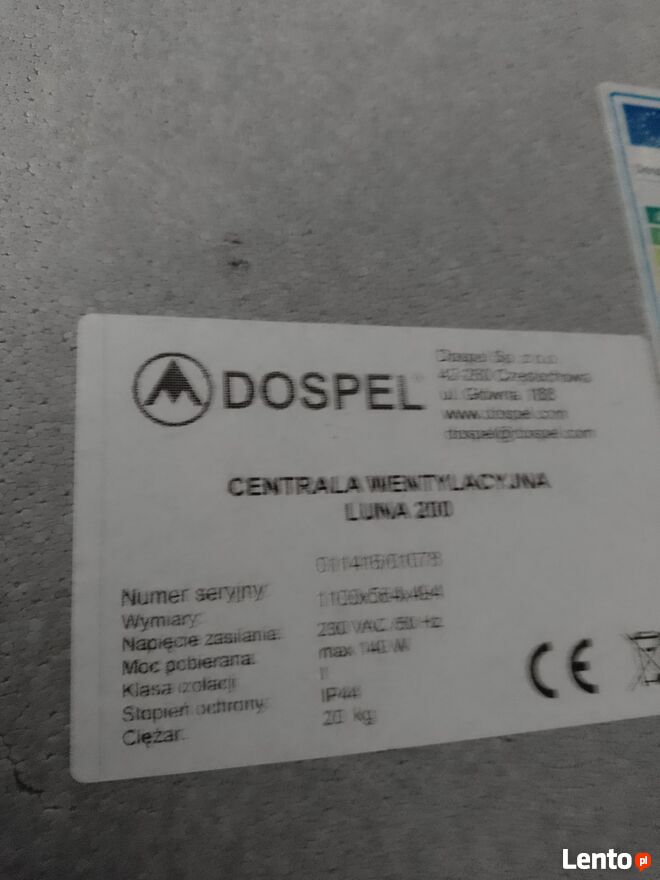 DOSPEL
Dospel Sp. z o.o.
Częstochowa
ul. Główna 188
www.dospel.com
dospel@dospel.com
CENTRALA WENTYLACYJNA
LUNA 200
Numer seryjny:
Wymiary:
Napięcie zasilania: 230 VAC/50 Hz
Moc pobierana: max 140 W
Klasa izolacji: I
Stopień ochrony: IP44
Ciężar: 20 kg
CE
Lento.pl